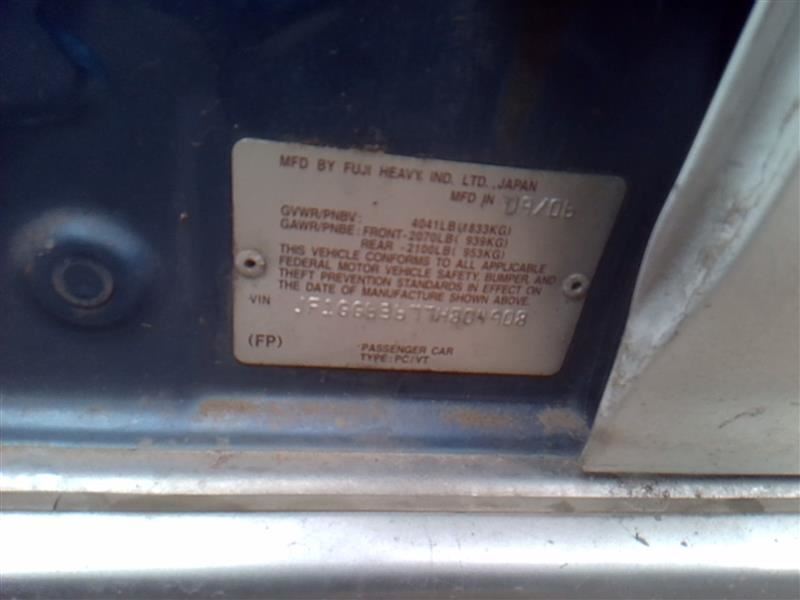 MFD BY FUJI HEAVY IND. LTD., JAPAN
MFD IN 09/06
GVWR/PNBV: 4041LB(1833KG)
GAWR/PNBE: FRONT-2070LB( 939KG)
REAR -2100LB( 953KG)
THIS VEHICLE CONFORMS TO ALL APPLICABLE
FEDERAL MOTOR VEHICLE SAFETY, BUMPER, AND
THEFT PREVENTION STANDARDS IN EFFECT ON
THE DATE OF MANUFACTURE SHOWN ABOVE.
VIN
(FP) PASSENGER CAR
TYPE: PC/VT